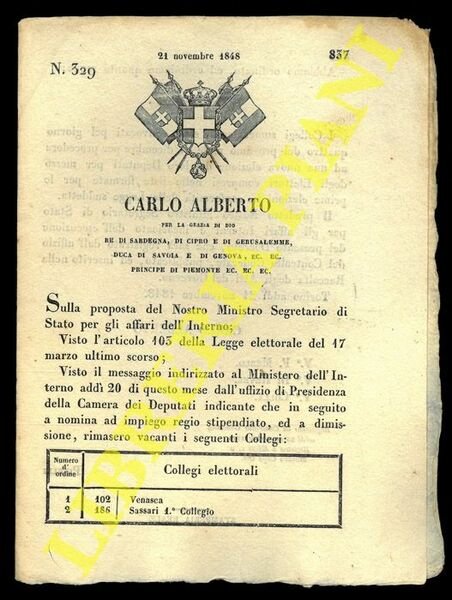 21 novembre 1848 837
N. 329
CARLO ALBERTO
PER LA GRAZIA DI DIO
RE DI SARDEGNA, DI CIPRO E DI GERUSALEMME,
DUCA DI SAVOIA E DI GENOVA, EC. EC.
PRINCIPE DI PIEMONTE EC. EC. EC.
Sulla proposta del Nostro Ministro Segretario di
Stato per gli affari dell'Interno;
Visto l'articolo 103 della Legge elettorale del 17
marzo ultimo scorso;
Visto il messaggio indirizzato al Ministero dell'In-
terno addì 20 di questo mese dall'uffizio di Presidenza
della Camera dei Deputati indicante che in seguito
a nomina ad impiego regio stipendiato, ed a dimis-
sione, rimasero vacanti i seguenti Collegi:
Numero d'ordine Collegi elettorali
1 102 Venasca
2 186 Sassari 1.° Collegio